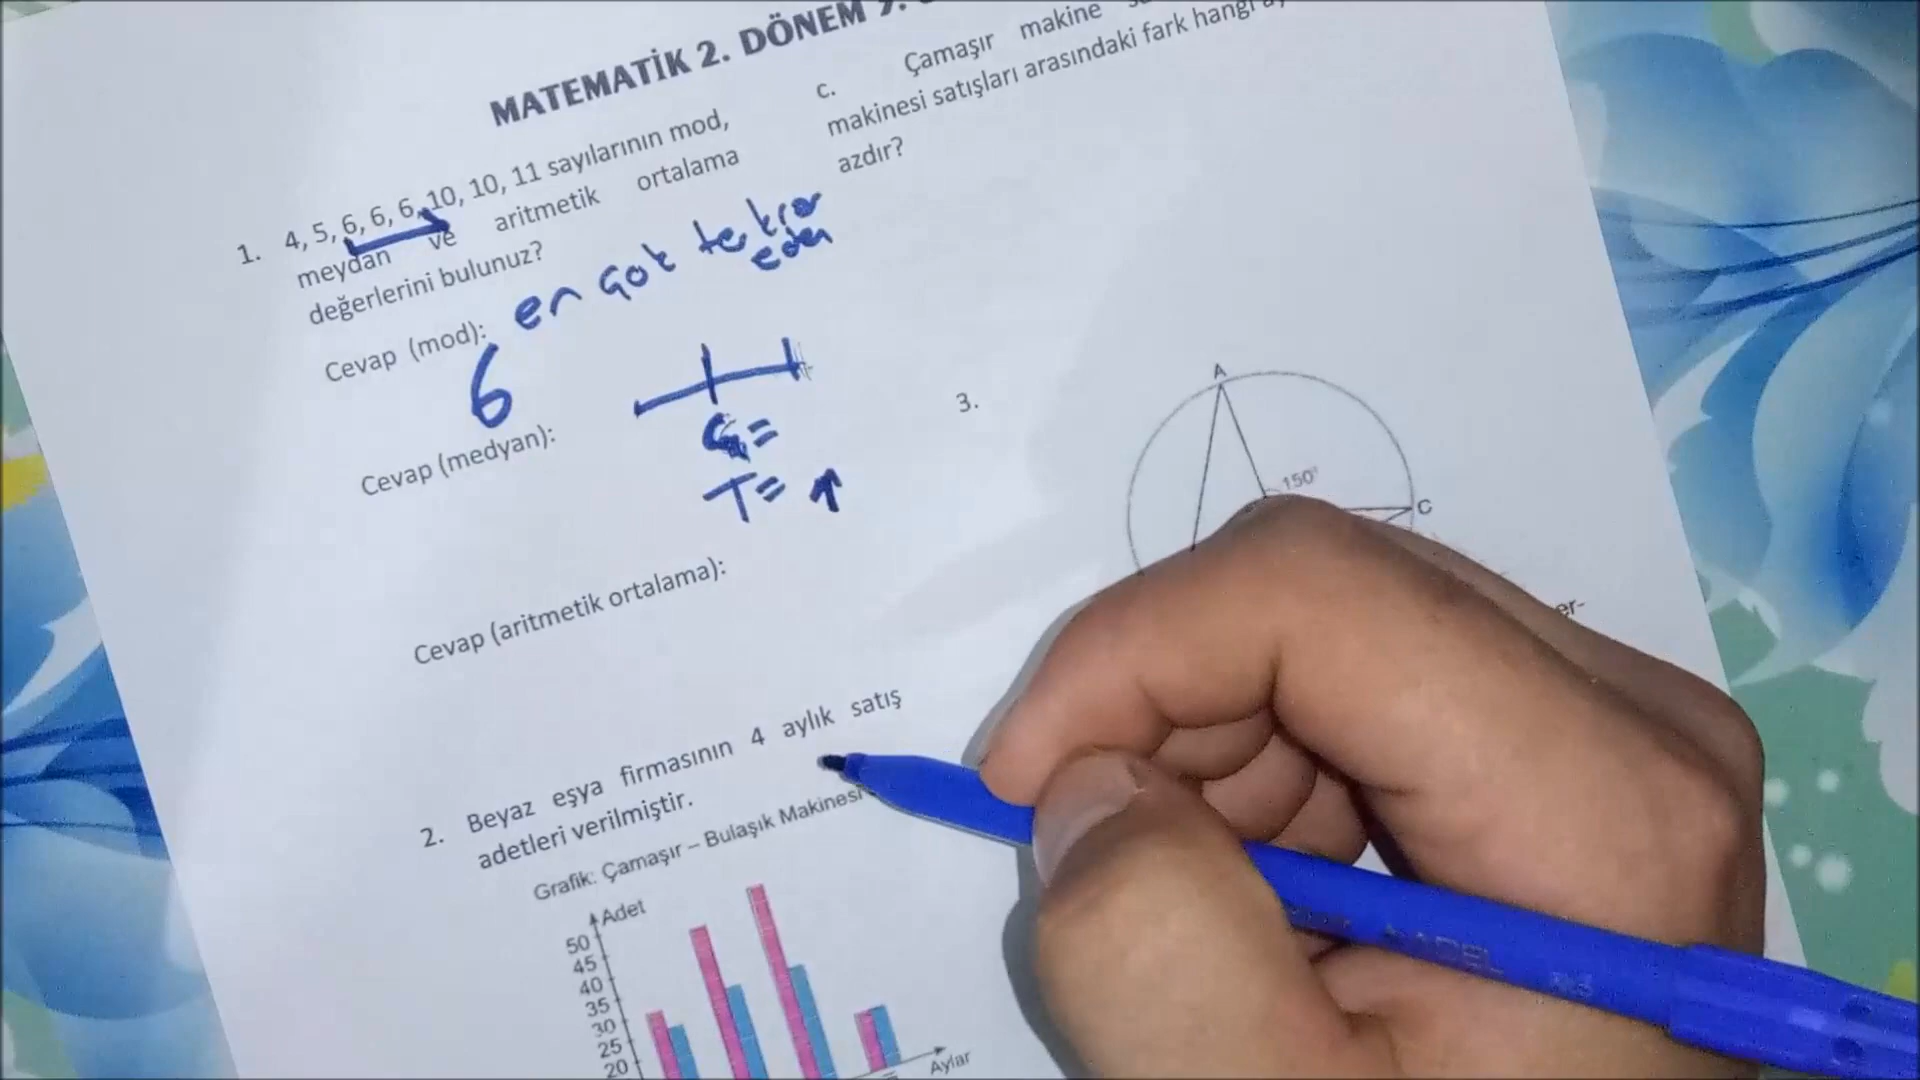 MATEMATİK 2. DÖNEM
1. 4, 5, 6, 6, 6, 10, 10, 11 sayılarının mod,
meydan ve aritmetik ortalama
değerlerini bulunuz?
Cevap (mod):
en çok tekrar
eden
6
Cevap (medyan):
Ç=
T= 1
Cevap (aritmetik ortalama):
2. Beyaz eşya firmasının 4 aylık satış
adetleri verilmiştir.
Grafik: Çamaşır – Bulaşık Makinesi
Adet
50
45
40
35
30
25
20
Aylar
c. Çamaşır makine
makinesi satışları arasındaki fark hangi
azdır?
3.
A
150°
C
er-